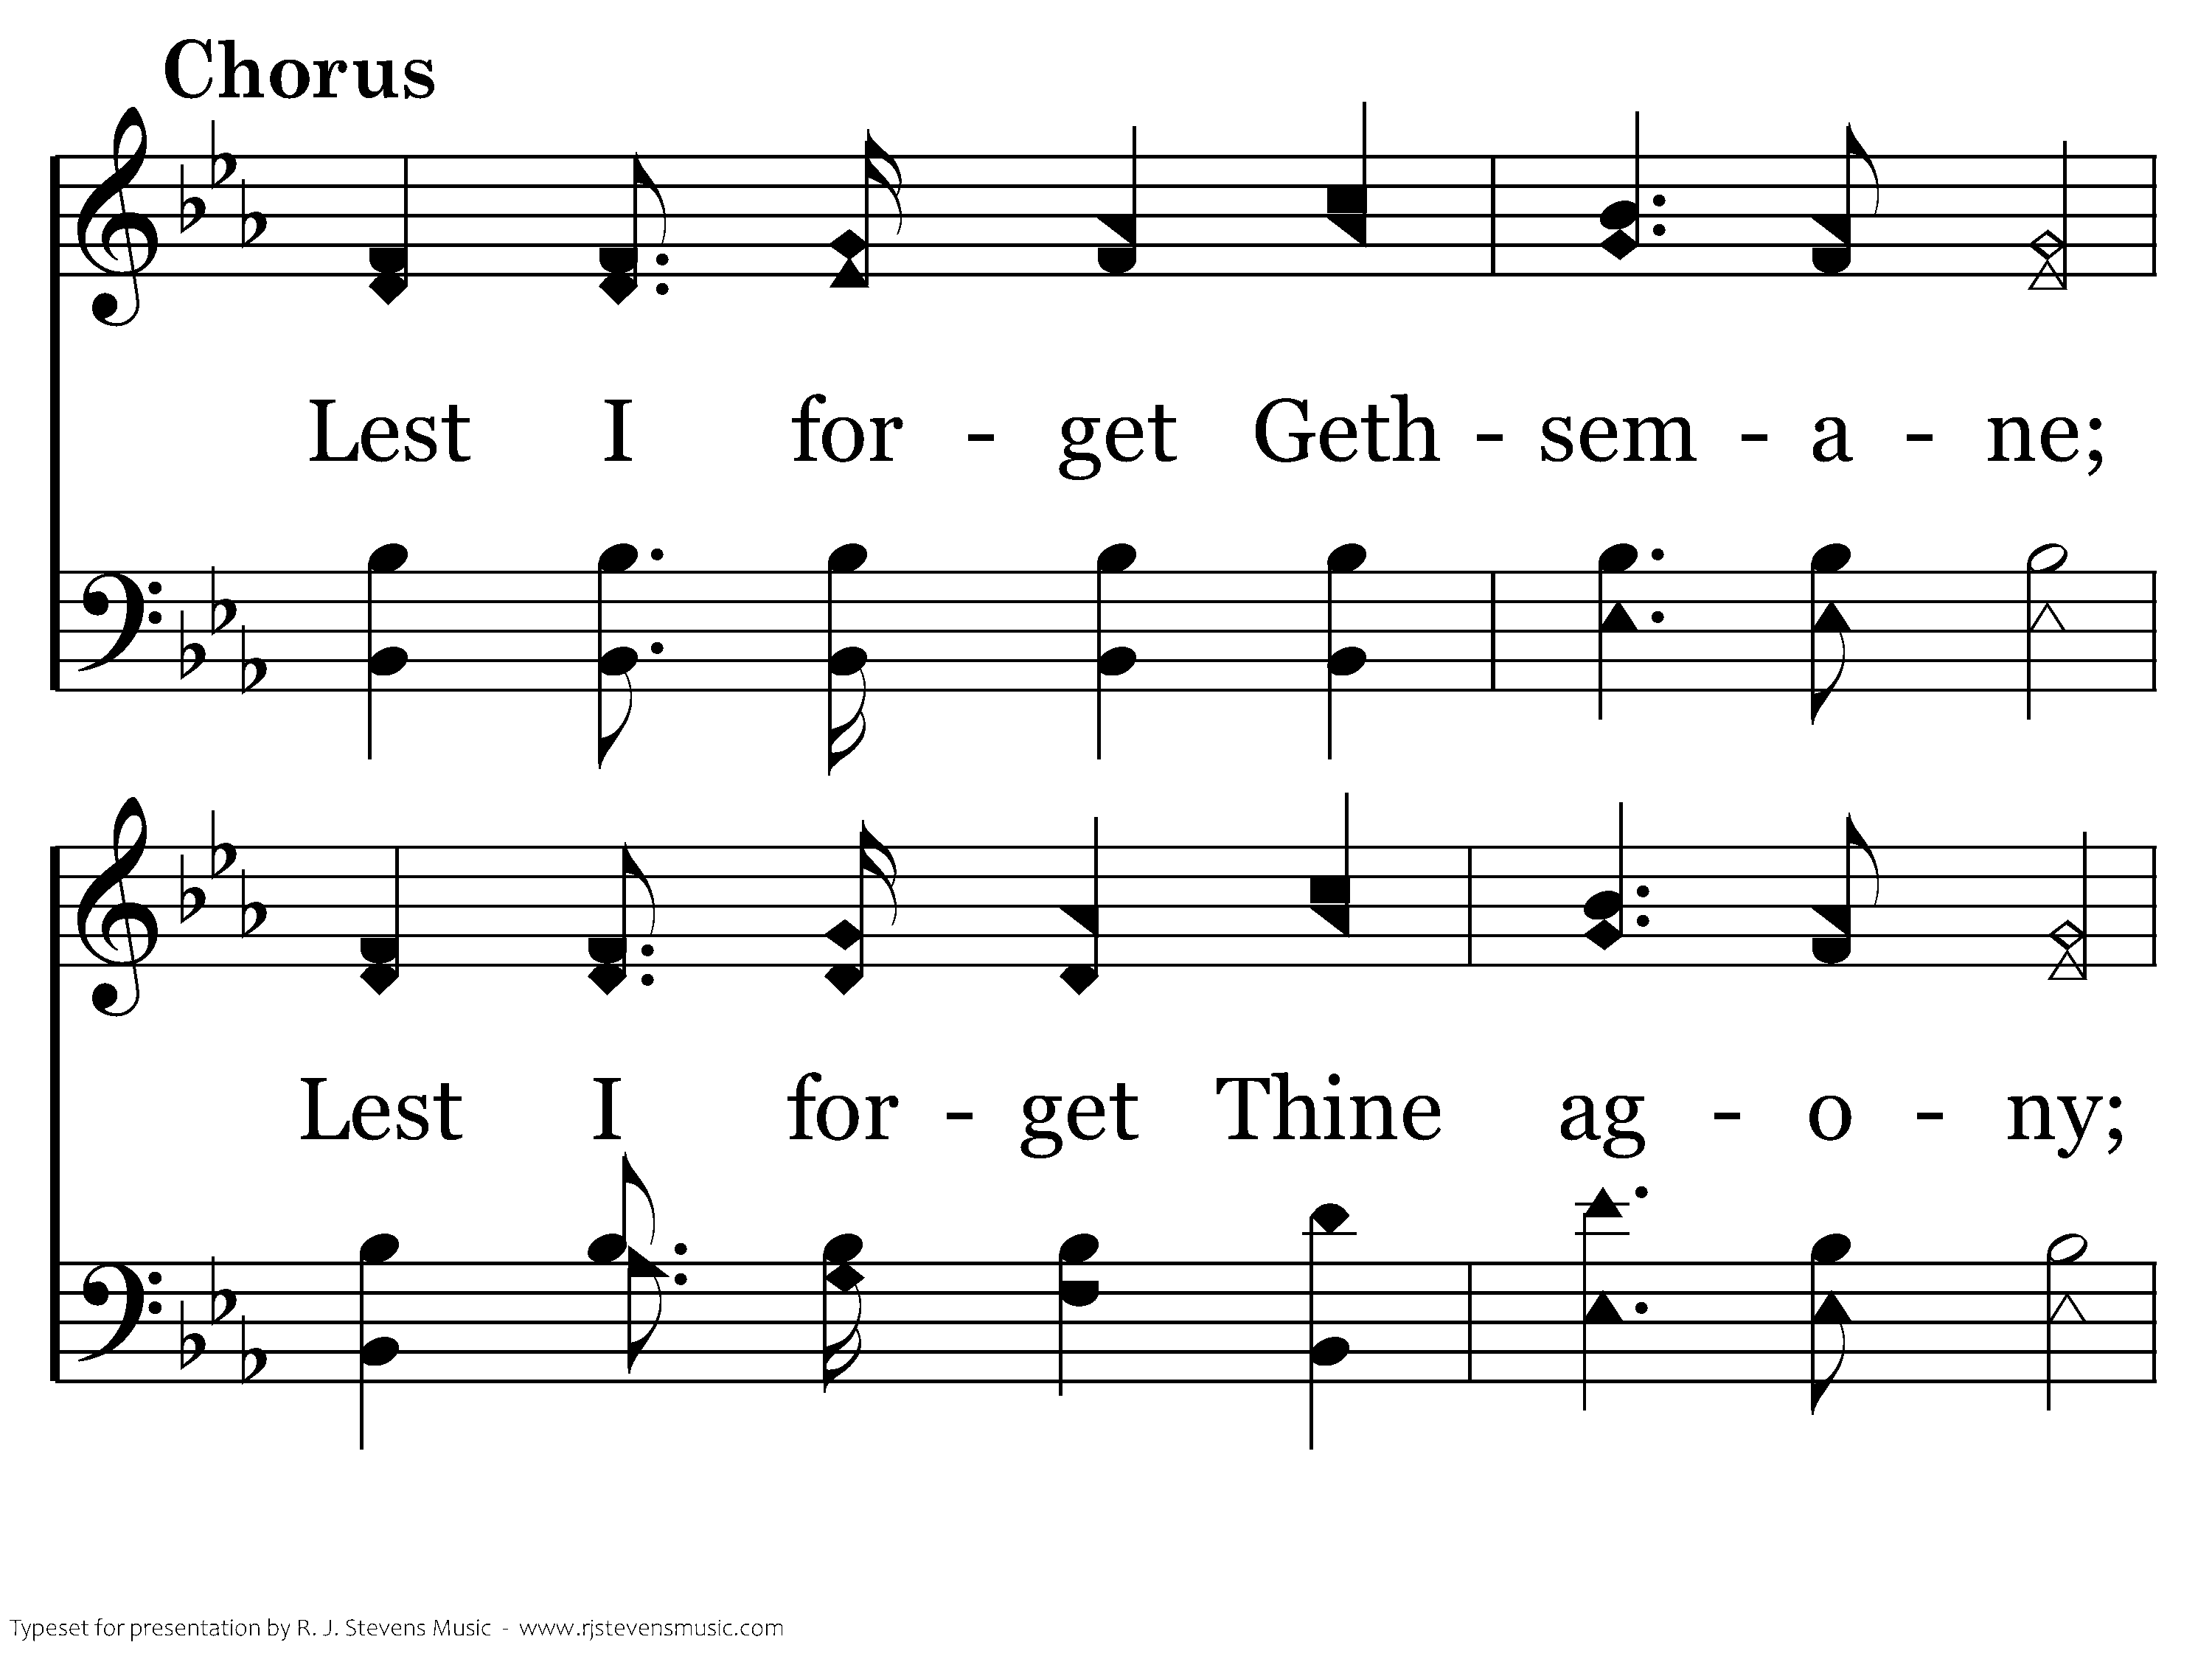 Chorus
Lest I for - get Geth - sem - a - ne;
Lest I for - get Thine ag - o - ny;
Typeset for presentation by R. J. Stevens Music - www.rjstevensmusic.com